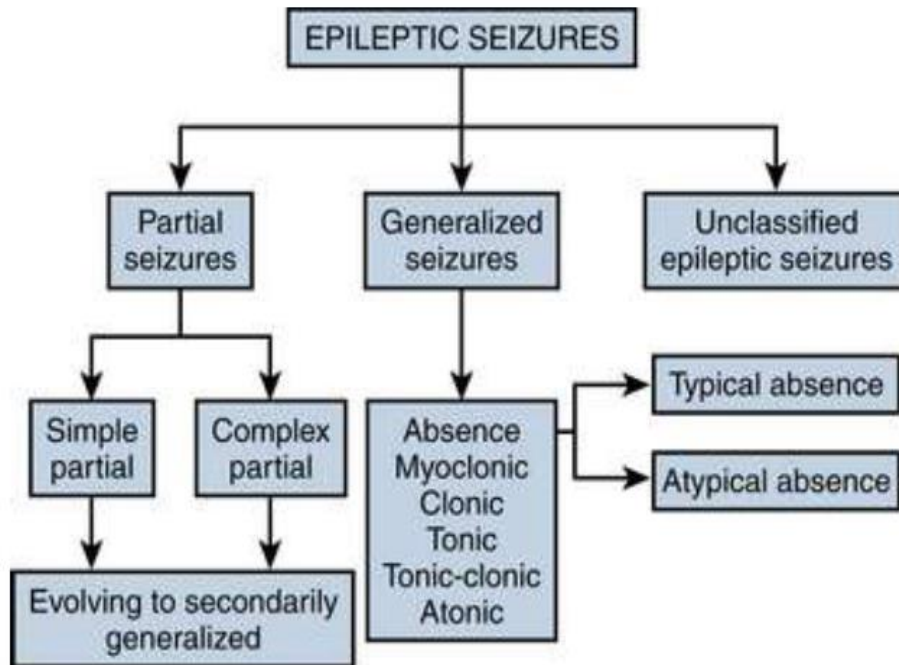 EPILEPTIC SEIZURES
Partial
seizures
Generalized
seizures
Unclassified
epileptic seizures
Simple
partial
Complex
partial
Absence
Myoclonic
Clonic
Tonic
Tonic-clonic
Atonic
Typical absence
Atypical absence
Evolving to secondarily
generalized